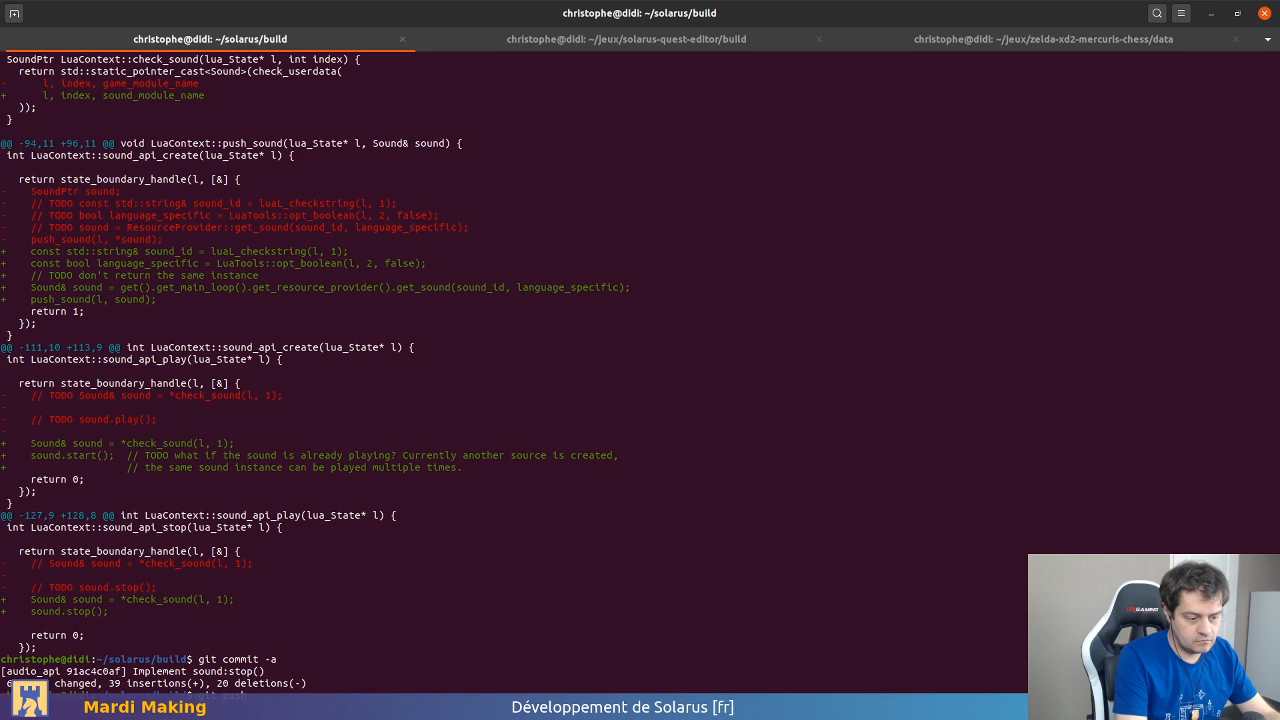 christophe@didi: ~/solarus/build
christophe@didi: ~/solarus/build
christophe@didi: ~/jeux/solarus-quest-editor/build
christophe@didi: ~/jeux/zelda-xd2-mercuris-chess/data
SoundPtr LuaContext::check_sound(lua_State* l, int index) {
return std::static_pointer_cast<Sound>(check_userdata(
- l, index, game_module_name
+ l, index, sound_module_name
));
}
@@ -94,11 +96,11 @@ void LuaContext::push_sound(lua_State* l, Sound& sound) {
int LuaContext::sound_api_create(lua_State* l) {
return state_boundary_handle(l, [&] {
- SoundPtr sound;
- // TODO const std::string& sound_id = luaL_checkstring(l, 1);
- // TODO bool language_specific = LuaTools::opt_boolean(l, 2, false);
- // TODO sound = ResourceProvider::get_sound(sound_id, language_specific);
- push_sound(l, *sound);
+ const std::string& sound_id = luaL_checkstring(l, 1);
+ const bool language_specific = LuaTools::opt_boolean(l, 2, false);
+ // TODO don't return the same instance
+ Sound& sound = get().get_main_loop().get_resource_provider().get_sound(sound_id, language_specific);
+ push_sound(l, sound);
return 1;
});
}
@@ -111,10 +113,9 @@ int LuaContext::sound_api_create(lua_State* l) {
int LuaContext::sound_api_play(lua_State* l) {
return state_boundary_handle(l, [&] {
- // TODO Sound& sound = *check_sound(l, 1);
-
- // TODO sound.play();
-
+ Sound& sound = *check_sound(l, 1);
+ sound.start(); // TODO what if the sound is already playing? Currently another source is created,
+ // the same sound instance can be played multiple times.
return 0;
});
}
@@ -127,9 +128,8 @@ int LuaContext::sound_api_play(lua_State* l) {
int LuaContext::sound_api_stop(lua_State* l) {
return state_boundary_handle(l, [&] {
- // Sound& sound = *check_sound(l, 1);
-
- // TODO sound.stop();
+ Sound& sound = *check_sound(l, 1);
+ sound.stop();
return 0;
});
christophe@didi:~/solarus/build$ git commit -a
[audio_api 91ac4c0af] Implement sound:stop()
changed, 39 insertions(+), 20 deletions(-)
git push
Mardi Making
Développement de Solarus [fr]